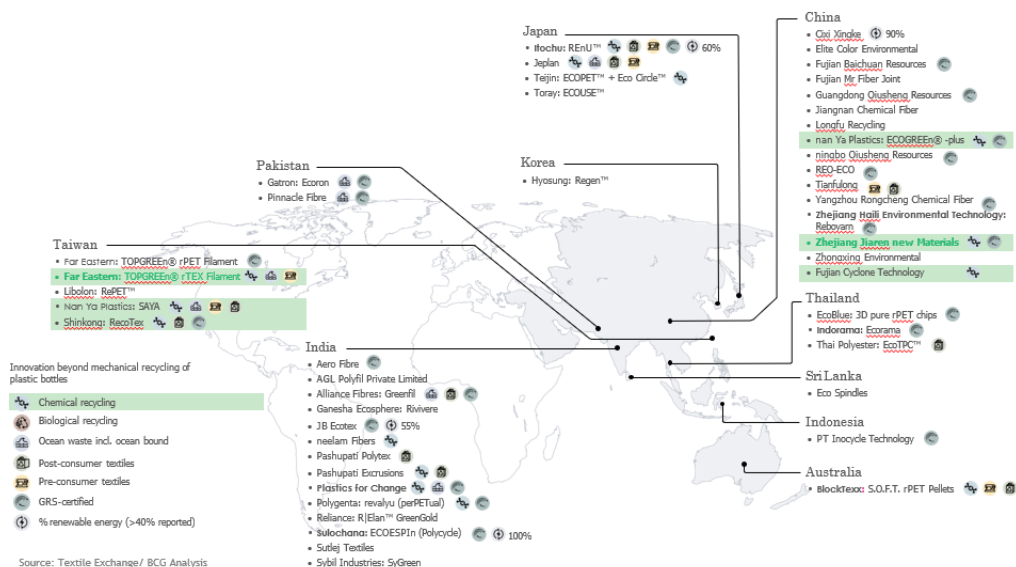 China
• Cixi Xingke 90%
• Elite Color Environmental
• Fujian Baichuan Resources
• Fujian Mr Fiber Joint
• Guangdong Qiusheng Resources
• Jiangnan Chemical Fiber
• Longfu Recycling
• nan Ya Plastics: ECOGREEn® -plus
• ningbo Qiusheng Resources
• REO-ECO
• Tianfulong
• Yangzhou Rongcheng Chemical Fiber
• Zhejiang Haili Environmental Technology:
Reboyarn
• Zhejiang Jiaren new Materials
• Zhongxing Environmental
• Fujian Cyclone Technology
Japan
• Itochu: REnU™ 60%
• Jeplan
• Teijin: ECOPET™ + Eco Circle™
• Toray: ECOUSE™
Korea
• Hyosung: Regen™
Pakistan
• Gatron: Ecoron
• Pinnacle Fibre
Taiwan
• Far Eastern: TOPGREEn® rPET Filament
• Far Eastern: TOPGREEn® rTEX Filament
• Libolon: RePET™
• Nan Ya Plastics: SAYA
• Shinkong: RecoTex
Thailand
• EcoBlue: 3D pure rPET chips
• Indorama: Ecorama
• Thai Polyester: EcoTPC™
India
• Aero Fibre
• AGL Polyfil Private Limited
• Alliance Fibres: Greenfil
• Ganesha Ecosphere: Rivivere
• JB Ecotex 55%
• neelam Fibers
• Pashupati Polytex
• Pashupati Excrusions
• Plastics for Change
• Polygenta: revalyu (perPETual)
• Reliance: R|Elan™ GreenGold
• Sulochana: ECOESPIn (Polycycle) 100%
• Sutlej Textiles
• Sybil Industries: SyGreen
Sri Lanka
• Eco Spindles
Indonesia
• PT Inocycle Technology
Australia
• BlockTexx: S.O.F.T. rPET Pellets
Innovation beyond mechanical recycling of
plastic bottles
Chemical recycling
Biological recycling
Ocean waste incl. ocean bound
Post-consumer textiles
Pre-consumer textiles
GRS-certified
% renewable energy (>40% reported)
Source: Textile Exchange/ BCG Analysis